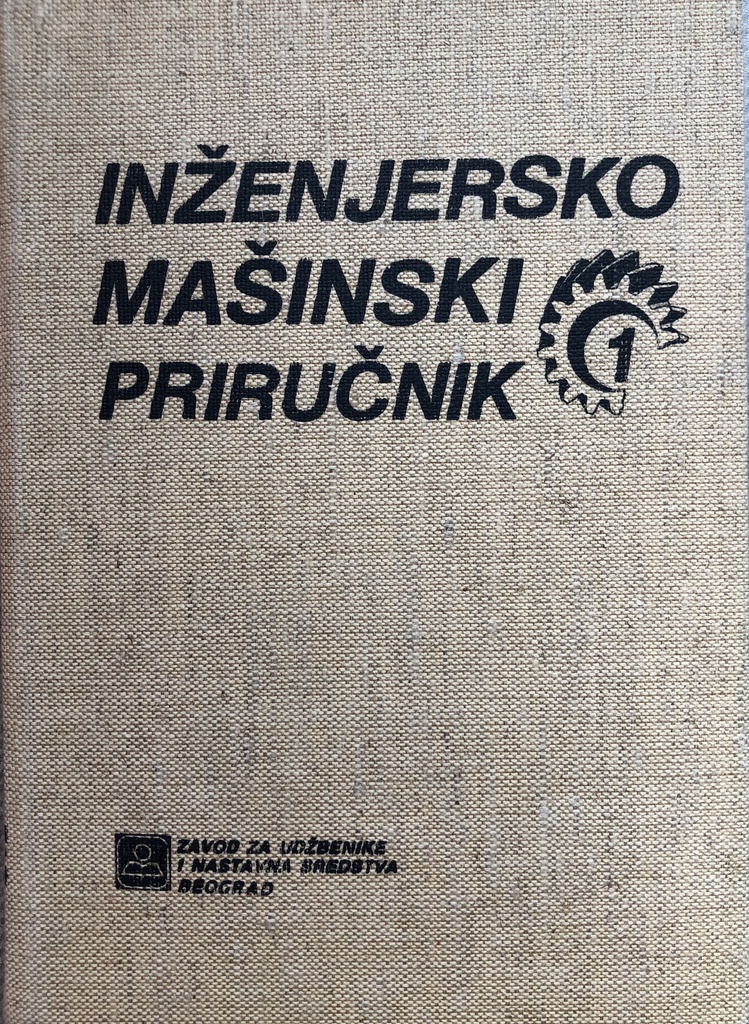 INŽENJERSKO
MAŠINSKI
PRIRUČNIK
1
ZAVOD ZA UDŽBENIKE
I NASTAVNA SREDSTVA
BEOGRAD